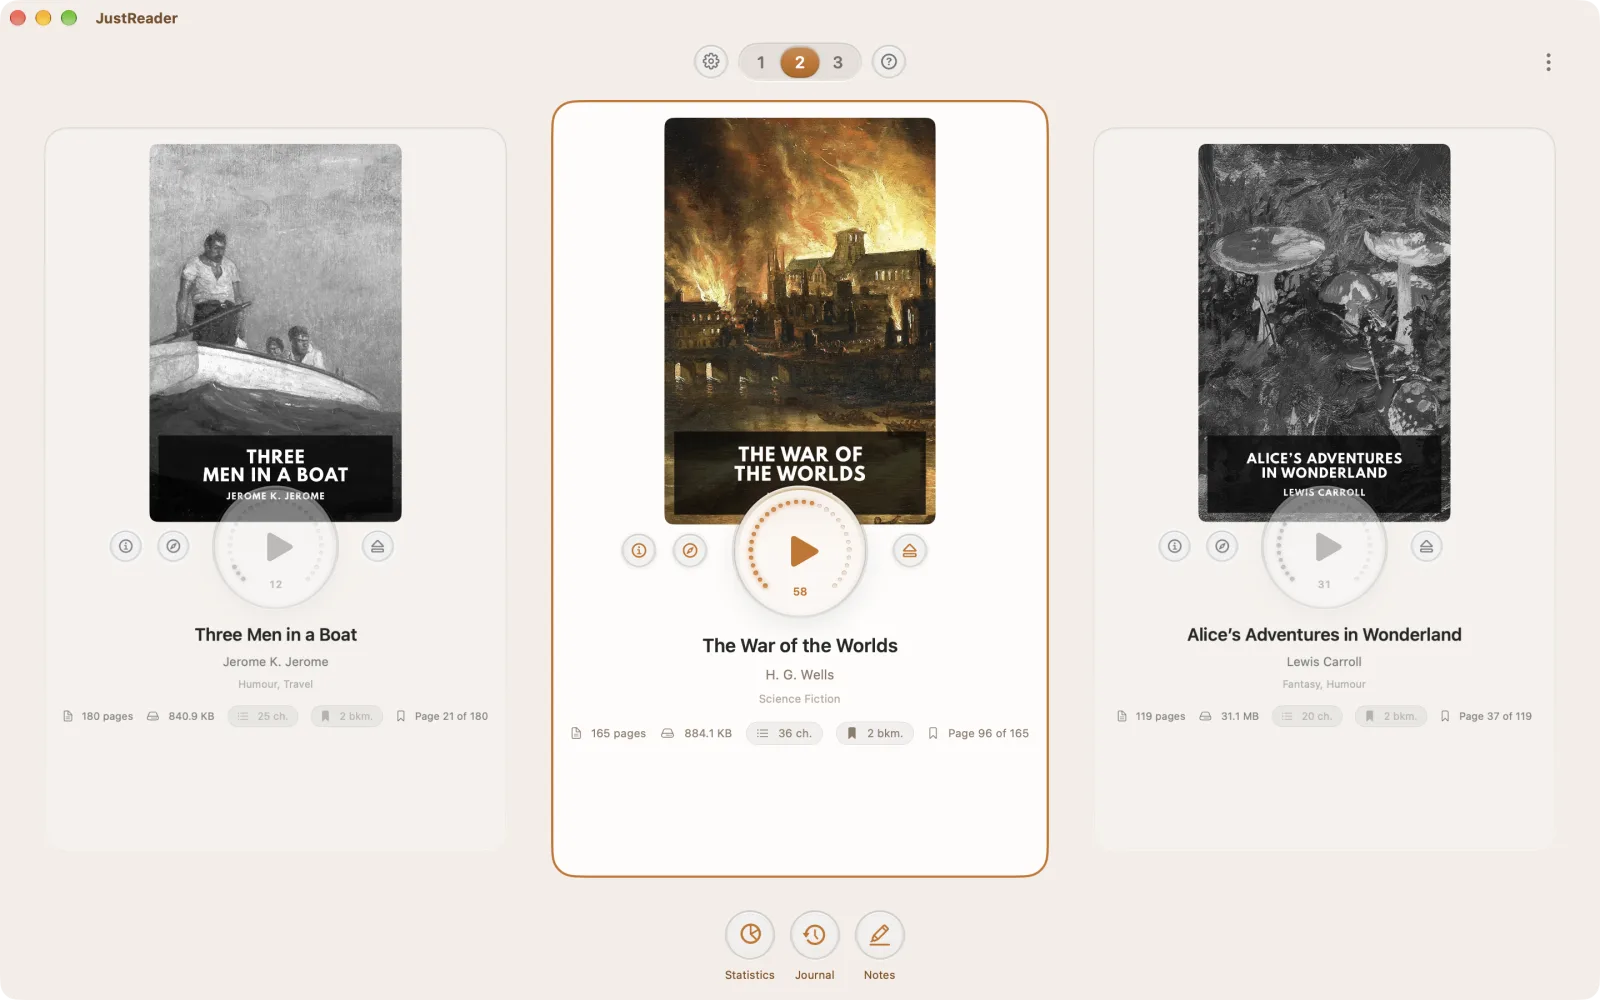 JustReader
1 2 3
THREE
MEN IN A BOAT
JEROME K. JEROME
12
Three Men in a Boat
Jerome K. Jerome
Humour, Travel
180 pages 840.9 KB 25 ch. 2 bkm. Page 21 of 180
THE WAR OF
THE WORLDS
58
The War of the Worlds
H. G. Wells
Science Fiction
165 pages 884.1 KB 36 ch. 2 bkm. Page 96 of 165
ALICE'S ADVENTURES
IN WONDERLAND
LEWIS CARROLL
31
Alice’s Adventures in Wonderland
Lewis Carroll
Fantasy, Humour
119 pages 31.1 MB 20 ch. 2 bkm. Page 37 of 119
Statistics Journal Notes